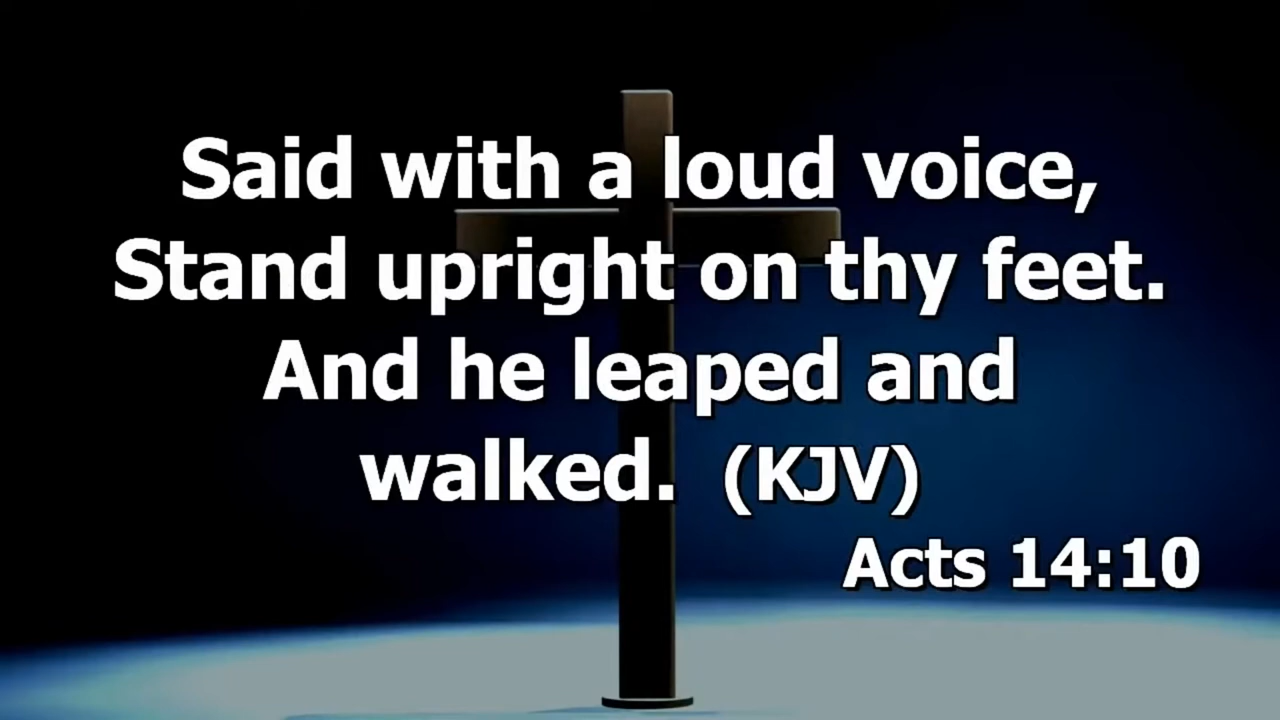 Said with a loud voice,
Stand upright on thy feet.
And he leaped and
walked. (KJV)
Acts 14:10